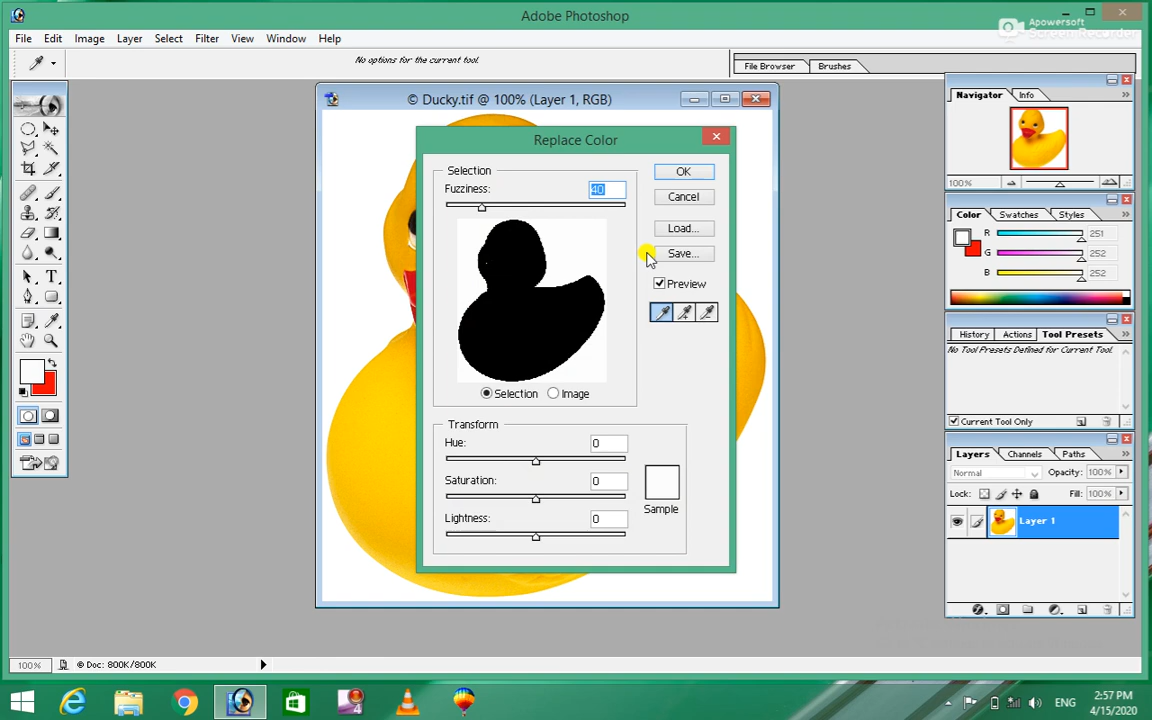 Adobe Photoshop
Apowersoft
Screen Recorder
File Edit Image Layer Select Filter View Window Help
No options for the current tool.
File Browser Brushes
© Ducky.tif @ 100% (Layer 1, RGB)
Replace Color
Selection
Fuzziness: 40
OK
Cancel
Load...
Save...
Preview
Selection Image
Transform
Hue: 0
Saturation: 0
Lightness: 0
Sample
Navigator Info
100%
Color Swatches Styles
R 251
G 252
B 252
History Actions Tool Presets
No Tool Presets Defined for Current Tool.
Current Tool Only
Layers Channels Paths
Normal Opacity: 100%
Lock: Fill: 100%
Layer 1
100% © Doc: 800K/800K
4
ENG
2:57 PM
4/15/2020